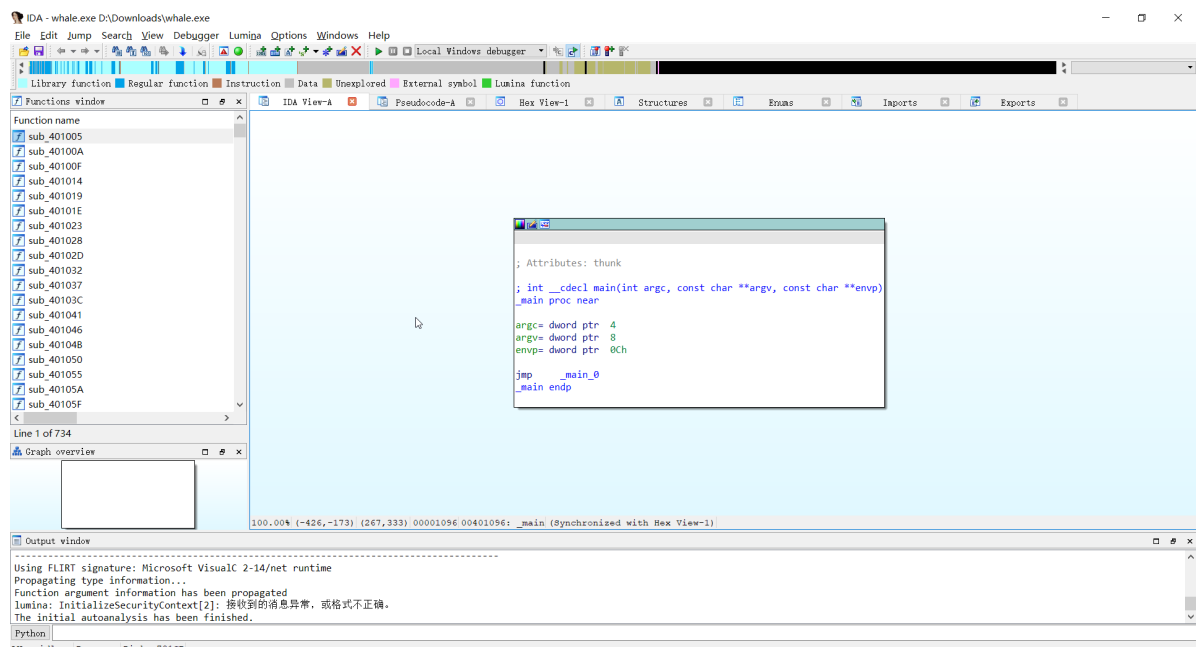 IDA - whale.exe D:\Downloads\whale.exe
File Edit Jump Search View Debugger Lumina Options Windows Help
Local Windows debugger
Library function Regular function Instruction Data Unexplored External symbol Lumina function
Functions window
IDA View-A Pseudocode-A Hex View-1 Structures Enums Imports Exports
Function name
sub_401005
sub_40100A
sub_40100F
sub_401014
sub_401019
sub_40101E
sub_401023
sub_401028
sub_40102D
sub_401032
sub_401037
sub_40103C
sub_401041
sub_401046
sub_40104B
sub_401050
sub_401055
sub_40105A
sub_40105F
Line 1 of 734
Graph overview
; Attributes: thunk
; int __cdecl main(int argc, const char **argv, const char **envp)
_main proc near
argc= dword ptr 4
argv= dword ptr 8
envp= dword ptr 0Ch
jmp _main_0
_main endp
100.00% (-426,-173) (267,333) 00001096 00401096: _main (Synchronized with Hex View-1)
Output window
Using FLIRT signature: Microsoft VisualC 2-14/net runtime
Propagating type information...
Function argument information has been propagated
lumina: InitializeSecurityContext[2]: 接收到的消息异常，或格式不正确。
The initial autoanalysis has been finished.
Python